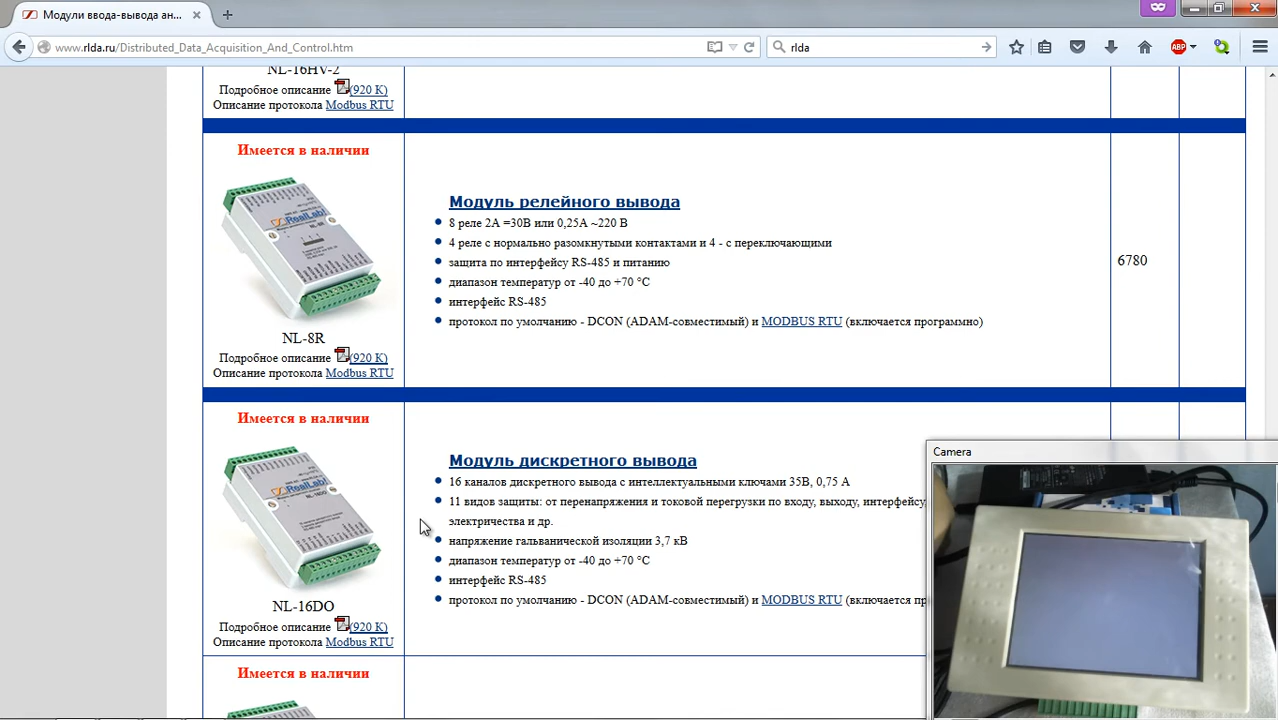 Модули ввода-вывода ан...
www.rlda.ru/Distributed_Data_Acquisition_And_Control.htm
rlda
ABP
NL-16HV-2
Подробное описание (920 К)
Описание протокола Modbus RTU
Имеется в наличии
RealLab!
NL-8R
Подробное описание (920 К)
Описание протокола Modbus RTU
Модуль релейного вывода
8 реле 2А =30В или 0,25А ~220 В
4 реле с нормально разомкнутыми контактами и 4 - с переключающими
защита по интерфейсу RS-485 и питанию
диапазон температур от -40 до +70 °С
интерфейс RS-485
протокол по умолчанию - DCON (ADAM-совместимый) и MODBUS RTU (включается программно)
6780
Имеется в наличии
RealLab!
NL-16DO
Подробное описание (920 К)
Описание протокола Modbus RTU
Модуль дискретного вывода
16 каналов дискретного вывода с интеллектуальными ключами 35В, 0,75 А
11 видов защиты: от перенапряжения и токовой перегрузки по входу, выходу, интерфейсу,
электричества и др.
напряжение гальванической изоляции 3,7 кВ
диапазон температур от -40 до +70 °С
интерфейс RS-485
протокол по умолчанию - DCON (ADAM-совместимый) и MODBUS RTU (включается пр
Имеется в наличии
Camera